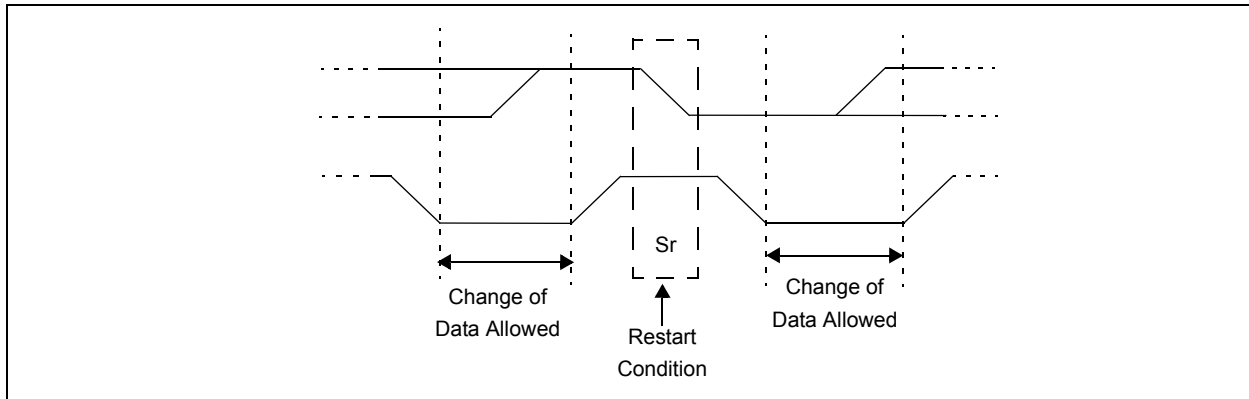 Sr
Change of
Data Allowed
Restart
Condition
Change of
Data Allowed